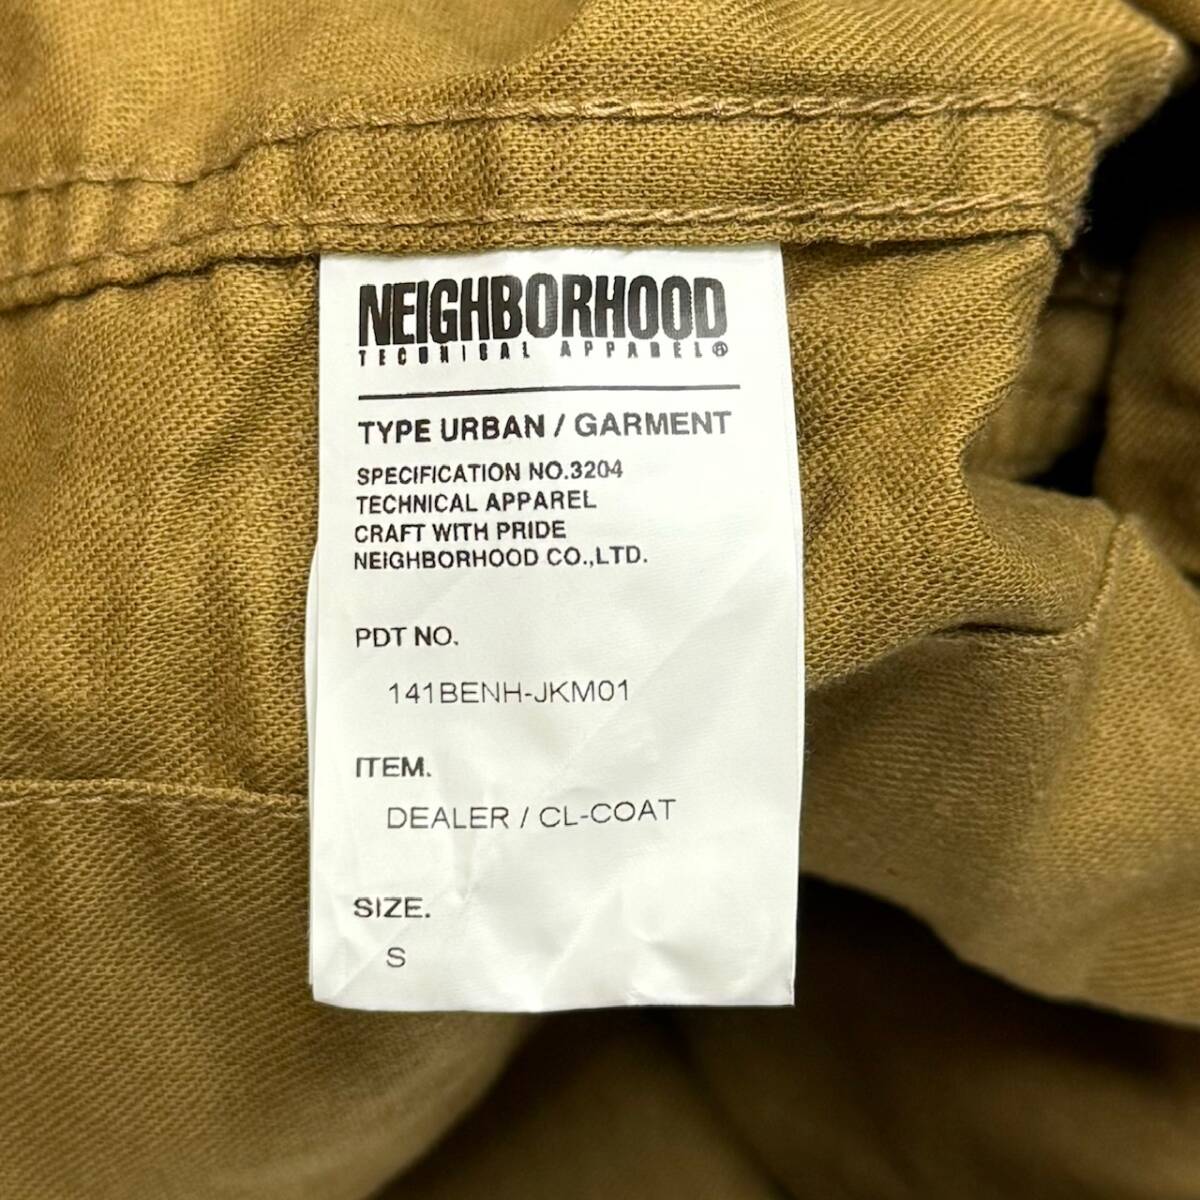 NEIGHBORHOOD
TECHNICAL APPAREL®
TYPE URBAN / GARMENT
SPECIFICATION NO.3204
TECHNICAL APPAREL
CRAFT WITH PRIDE
NEIGHBORHOOD CO.,LTD.
PDT NO.
141BENH-JKM01
ITEM.
DEALER / CL-COAT
SIZE.
S